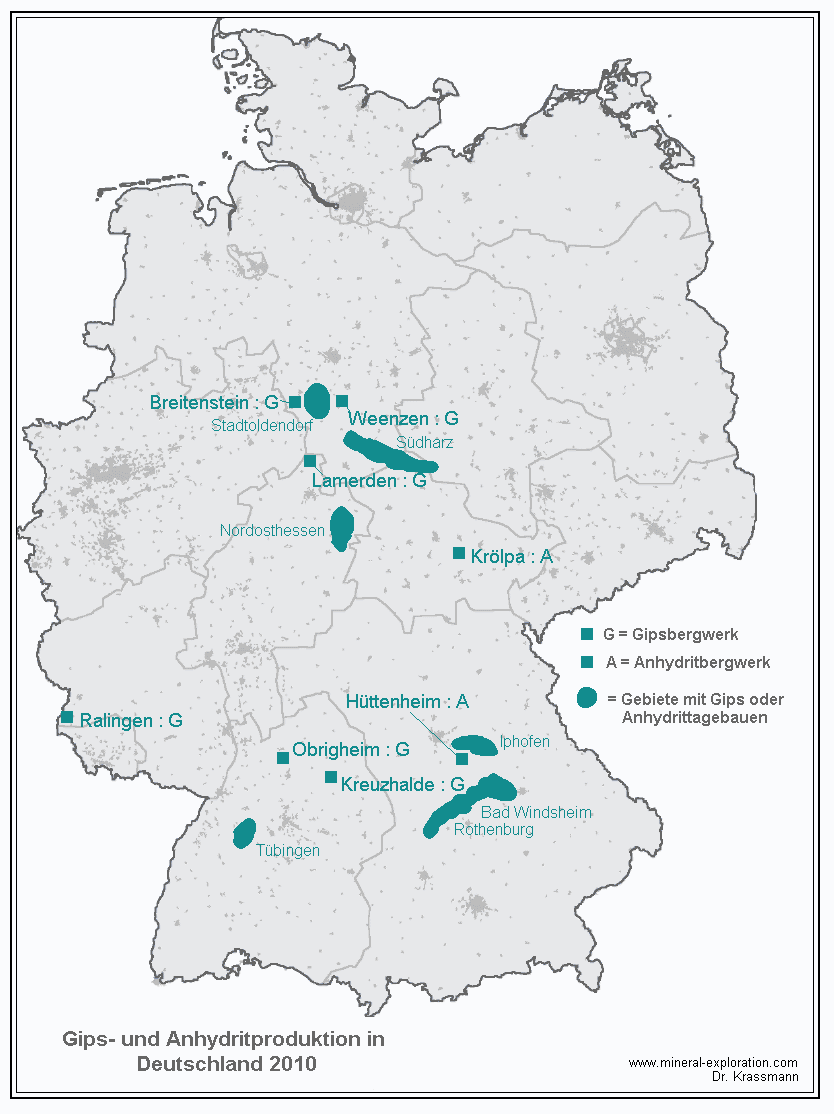 Breitenstein : G
Stadtoldendorf
Weenzen : G
Südharz
Lamerden : G
Nordosthessen
Krölpa : A
G = Gipsbergwerk
A = Anhydritbergwerk
= Gebiete mit Gips oder
Anhydrittagebauen
Hüttenheim : A
Ralingen : G
Iphofen
Obrigheim : G
Kreuzhalde : G
Bad Windsheim
Rothenburg
Tübingen
Gips- und Anhydritproduktion in
Deutschland 2010
www.mineral-exploration.com
Dr. Krassmann